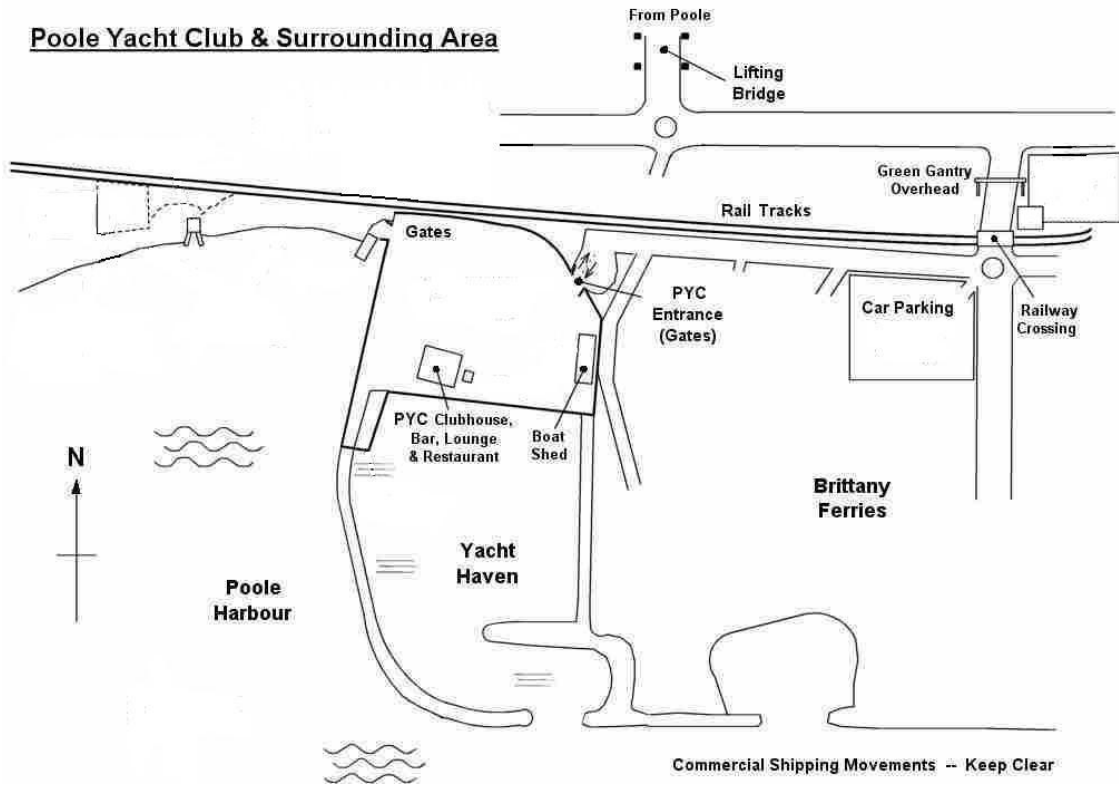 Poole Yacht Club & Surrounding Area
From Poole
Lifting
Bridge
Green Gantry
Overhead
Rail Tracks
Gates
PYC
Entrance
(Gates)
Car Parking
Railway
Crossing
PYC Clubhouse,
Bar, Lounge
& Restaurant
Boat
Shed
N
Brittany
Ferries
Yacht
Haven
Poole
Harbour
Commercial Shipping Movements -- Keep Clear